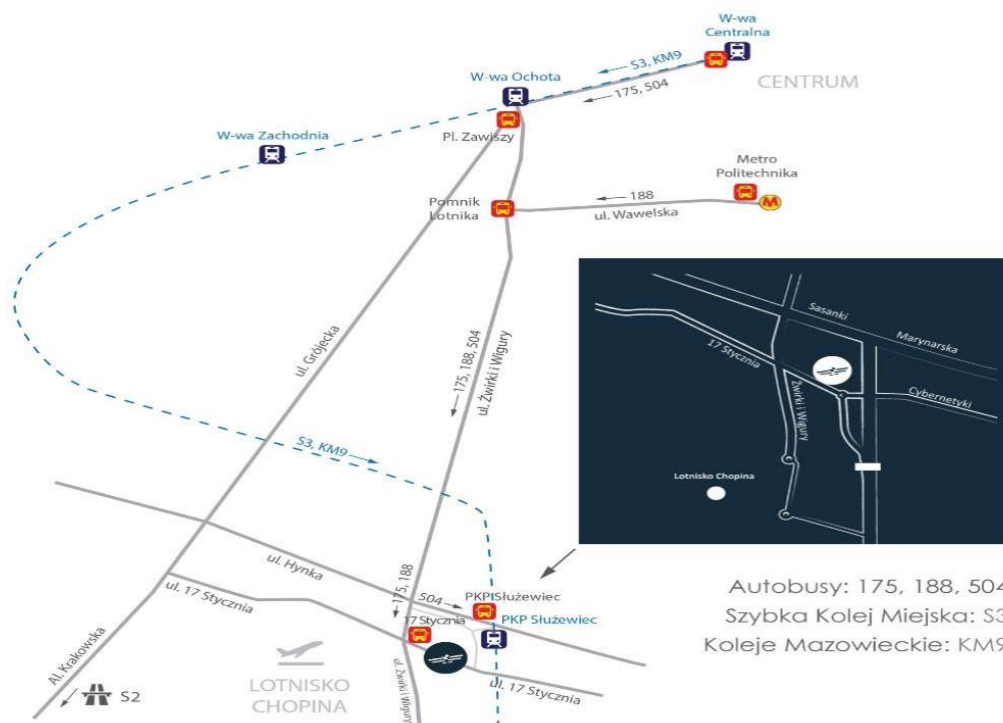 W-wa
Centralna
S3, KM9
175, 504
CENTRUM
W-wa Ochota
Pl. Zawiszy
W-wa Zachodnia
Metro
Politechnika
M
188
ul. Wawelska
Pomnik
Lotnika
ul. Grójecka
175, 188, 504
ul. Żwirki i Wigury
S3, KM9
Sasanki
Marynarska
17 Stycznia
Żwirki i Wigury
Cybernetyki
Lotnisko Chopina
ul. Hynka
ul. 17 Stycznia
175, 188
504
PKP Służewiec
17 Stycznia
PKP Służewiec
Al. Krakowska
S2
LOTNISKO
CHOPINA
ul. Żwirki i Wigury
ul. 17 Stycznia
Autobusy: 175, 188, 504
Szybka Kolej Miejska: S3
Koleje Mazowieckie: KM9